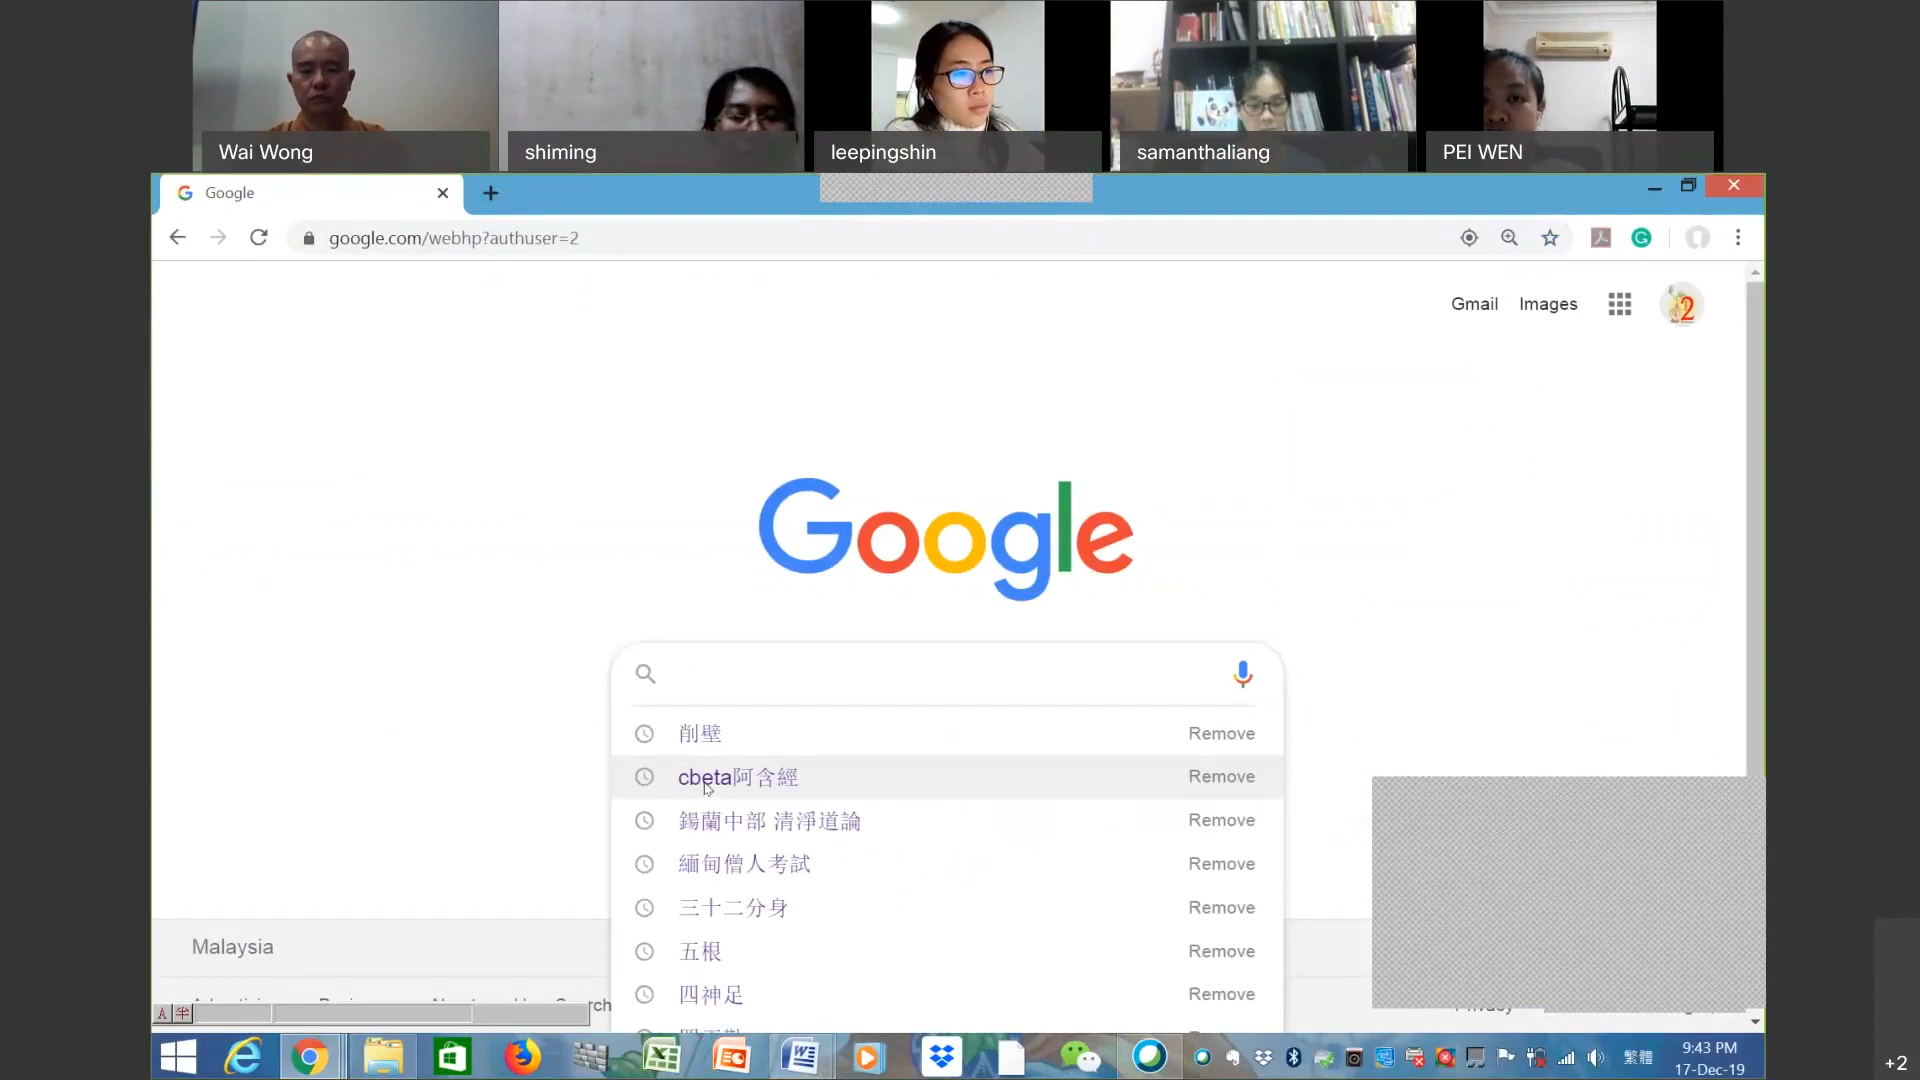 Wai Wong
shiming
leepingshin
samanthaliang
PEI WEN
Google
google.com/webhp?authuser=2
Gmail Images
2
Google
削壁 Remove
cbeta阿含經 Remove
錫蘭中部 清淨道論 Remove
緬甸僧人考試 Remove
三十二分身 Remove
五根 Remove
四神足 Remove
Malaysia
A 半
繁體
9:43 PM
17-Dec-19
+2